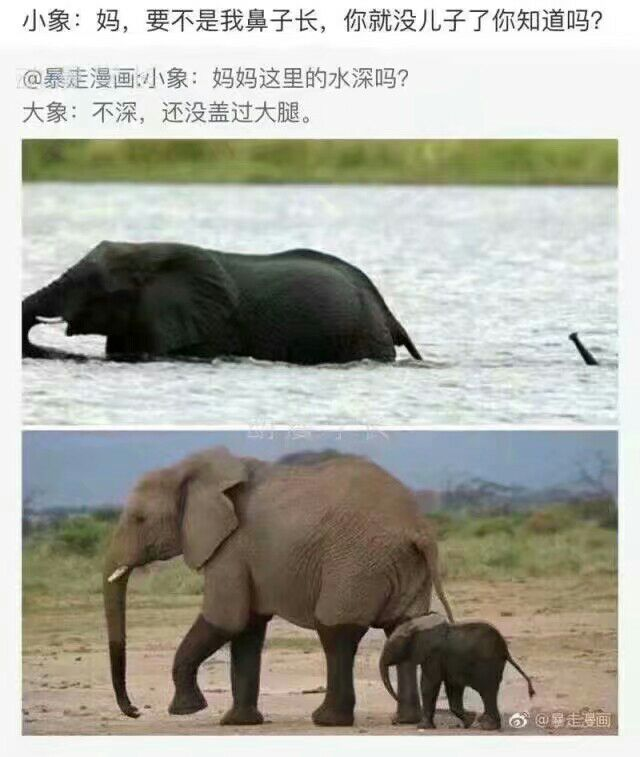 小象：妈，要不是我鼻子长，你就没儿子了你知道吗？
@暴走漫画:小象：妈妈这里的水深吗？
大象：不深，还没盖过大腿。
@暴走漫画